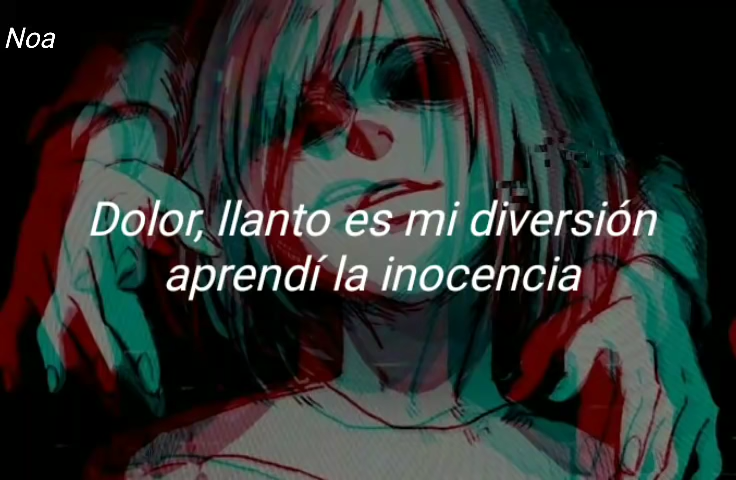 Noa
Dolor, llanto es mi diversión
aprendí la inocencia